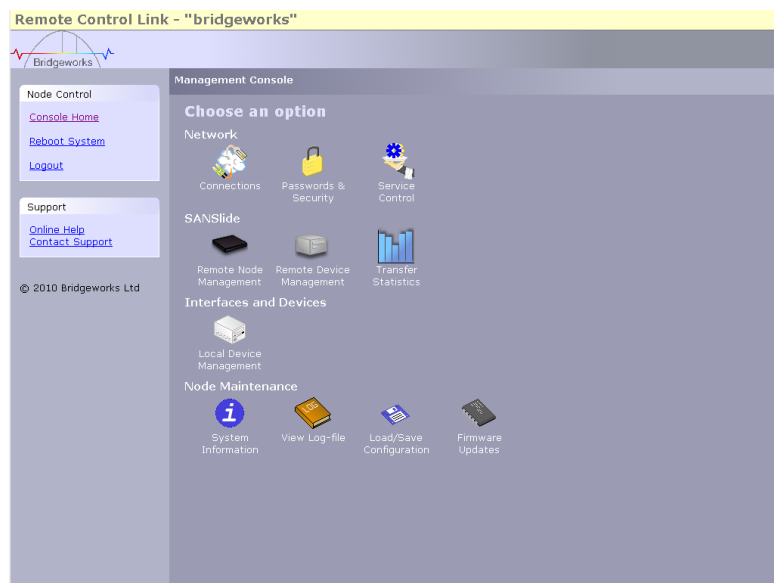 Remote Control Link - "bridgeworks"
Bridgeworks
Management Console
Node Control
Console Home
Reboot System
Logout
Support
Online Help
Contact Support
© 2010 Bridgeworks Ltd
Choose an option
Network
Connections
Passwords &
Security
Service
Control
SANSlide
Remote Node
Management
Remote Device
Management
Transfer
Statistics
Interfaces and Devices
Local Device
Management
Node Maintenance
i
System
Information
LOG
View Log-file
Load/Save
Configuration
Firmware
Updates